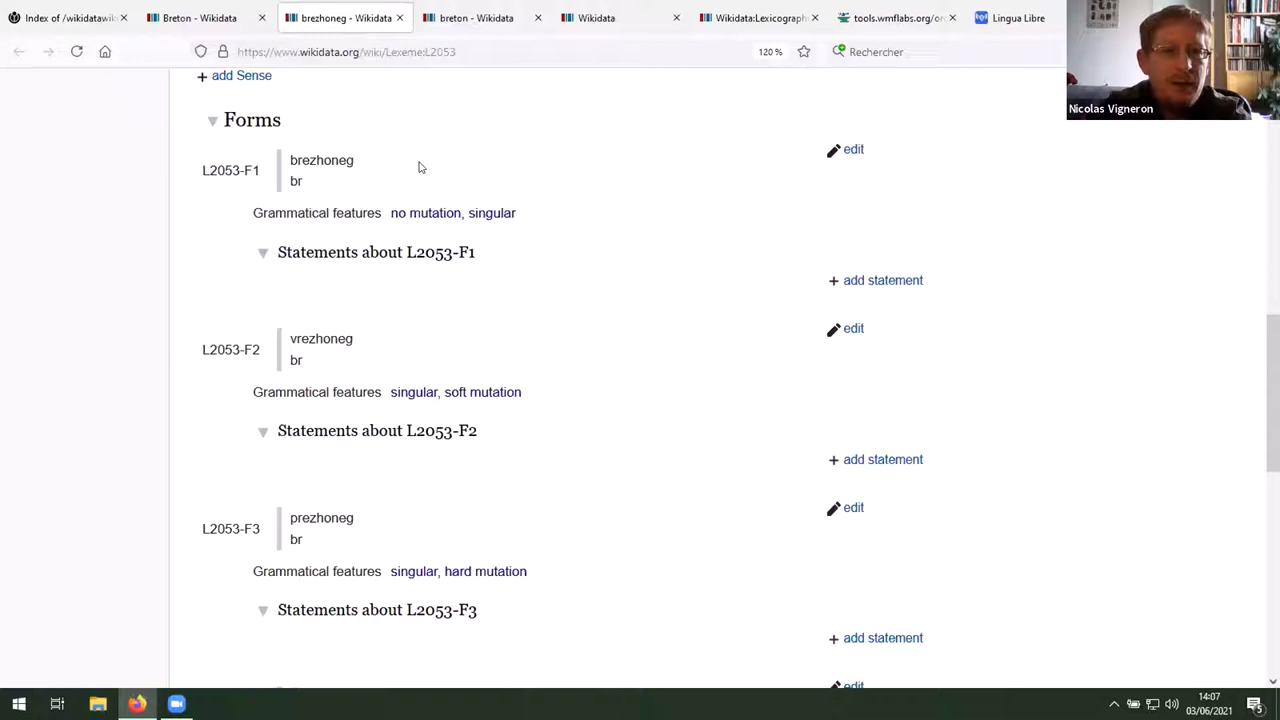 Index of /wikidatawik
Breton - Wikidata
brezhoneg - Wikidata
breton - Wikidata
Wikidata
Wikidata:Lexicograph
tools.wmflabs.org/or
Lingua Libre
https://www.wikidata.org/wiki/Lexeme:L2053
120 %
Rechercher
Nicolas Vigneron
+ add Sense
Forms
L2053-F1
brezhoneg
br
edit
Grammatical features no mutation, singular
Statements about L2053-F1
+ add statement
L2053-F2
vrezhoneg
br
edit
Grammatical features singular, soft mutation
Statements about L2053-F2
+ add statement
L2053-F3
prezhoneg
br
edit
Grammatical features singular, hard mutation
Statements about L2053-F3
+ add statement
edit
14:07
03/06/2021
5